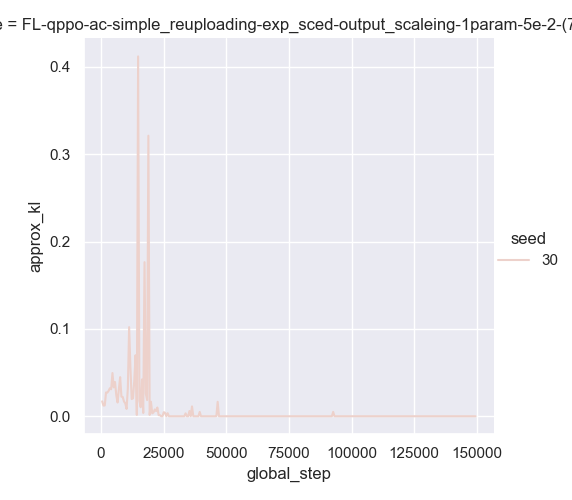 e = FL-qppo-ac-simple_reuploading-exp_sced-output_scaleing-1param-5e-2-(7
0.4
0.3
0.2
0.1
0.0
approx_kl
0 25000 50000 75000 100000 125000 150000
global_step
seed
30